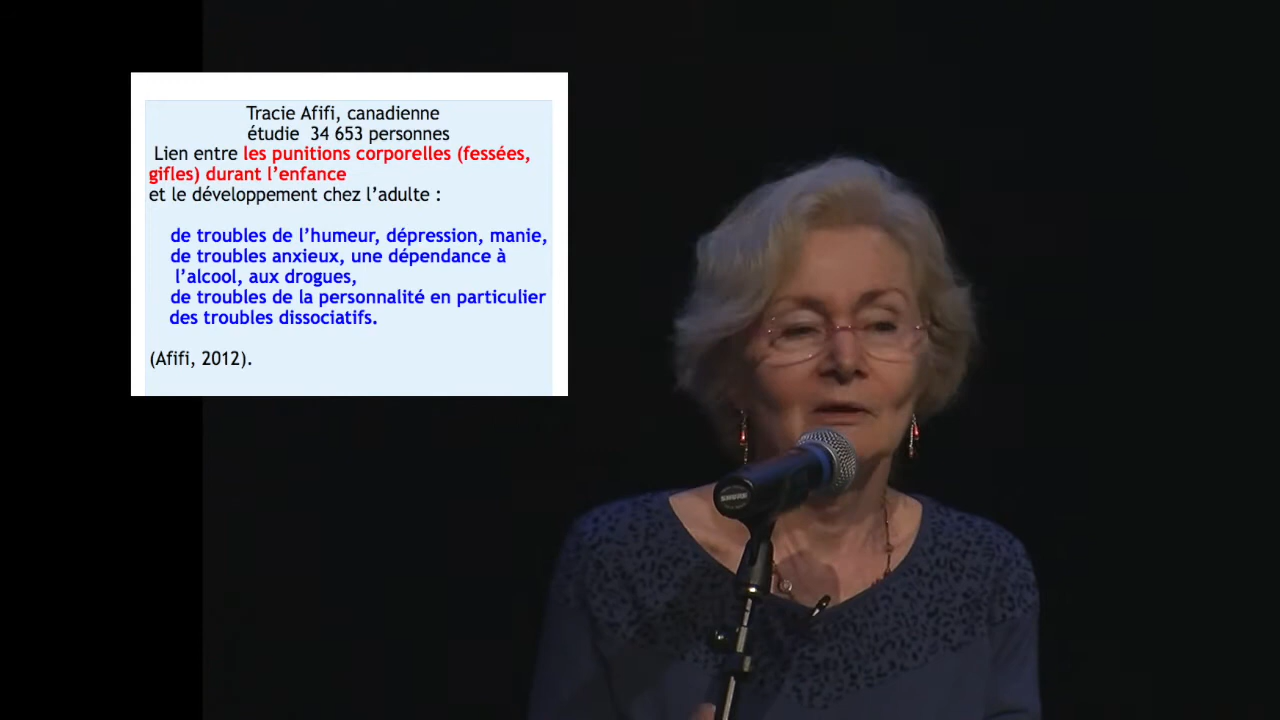 Tracie Afifi, canadienne
étudie 34 653 personnes
Lien entre les punitions corporelles (fessées,
gifles) durant l’enfance
et le développement chez l’adulte :
de troubles de l’humeur, dépression, manie,
de troubles anxieux, une dépendance à
l’alcool, aux drogues,
de troubles de la personnalité en particulier
des troubles dissociatifs.
(Afifi, 2012).
SHURE